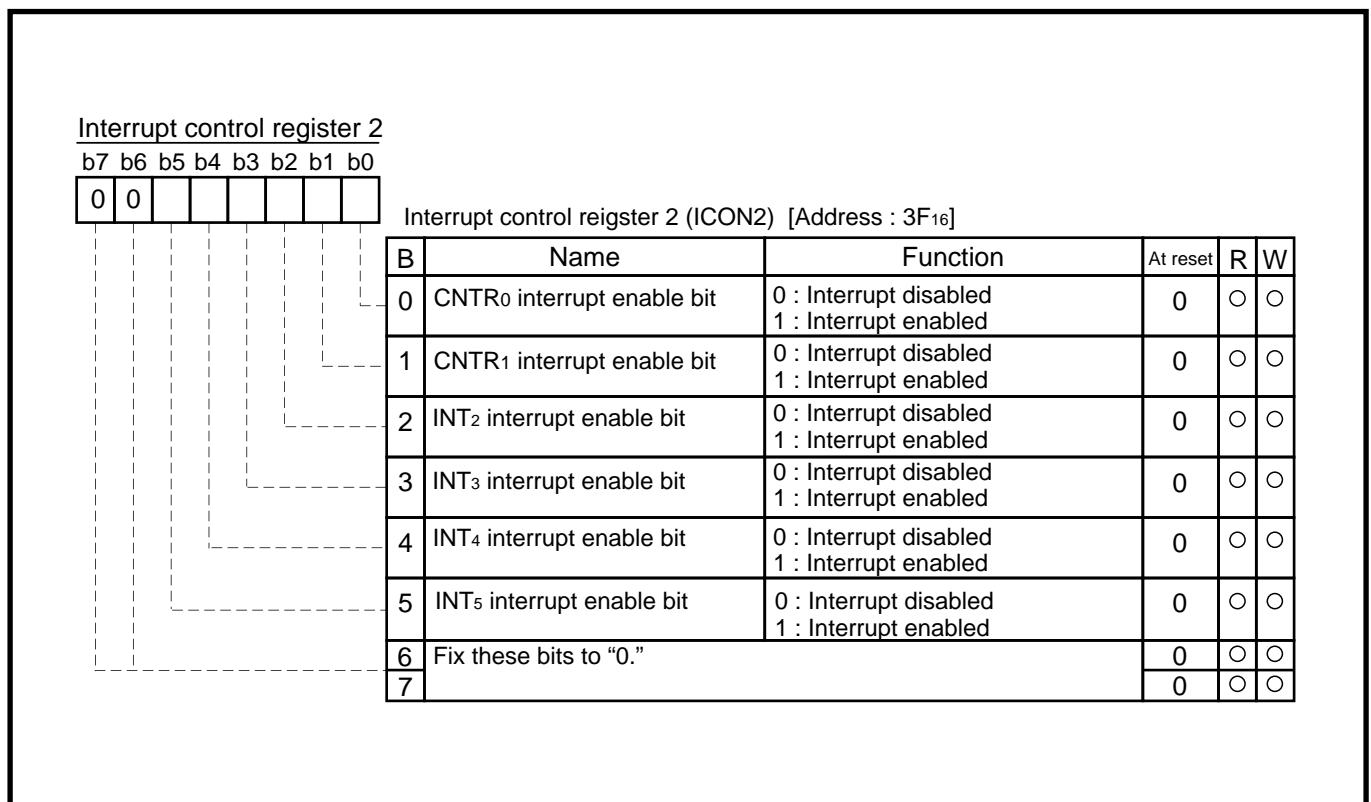 Interrupt control register 2
b7 b6 b5 b4 b3 b2 b1 b0
0 0
Interrupt control reigster 2 (ICON2) [Address : 3F16]
B Name Function At reset R W
0 CNTR0 interrupt enable bit 0 : Interrupt disabled 0 ○ ○
1 : Interrupt enabled
1 CNTR1 interrupt enable bit 0 : Interrupt disabled 0 ○ ○
1 : Interrupt enabled
2 INT2 interrupt enable bit 0 : Interrupt disabled 0 ○ ○
1 : Interrupt enabled
3 INT3 interrupt enable bit 0 : Interrupt disabled 0 ○ ○
1 : Interrupt enabled
4 INT4 interrupt enable bit 0 : Interrupt disabled 0 ○ ○
1 : Interrupt enabled
5 INT5 interrupt enable bit 0 : Interrupt disabled 0 ○ ○
1 : Interrupt enabled
6 Fix these bits to “0.” 0 ○ ○
7 0 ○ ○